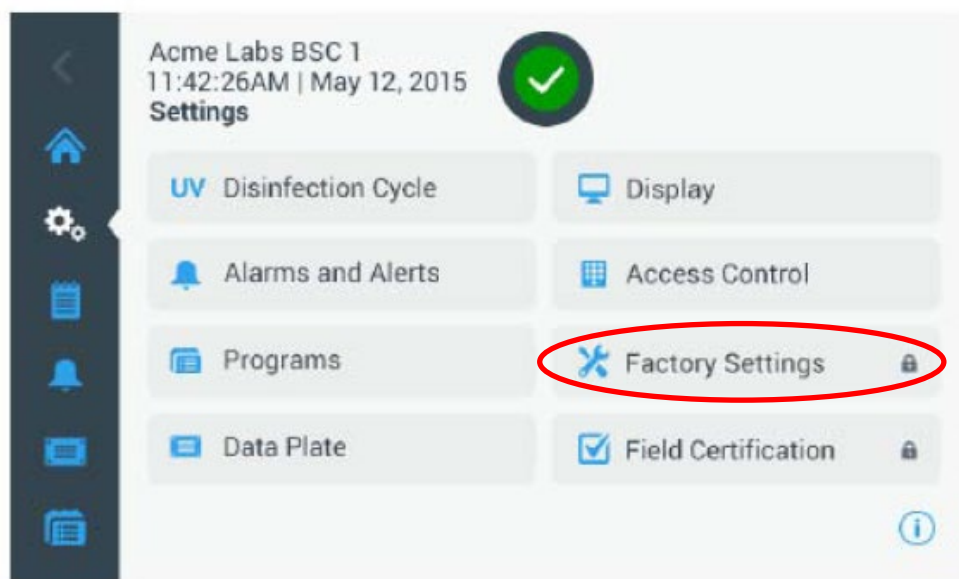 Acme Labs BSC 1
11:42:26AM | May 12, 2015
Settings
UV Disinfection Cycle
Display
Alarms and Alerts
Access Control
Programs
Factory Settings
Data Plate
Field Certification